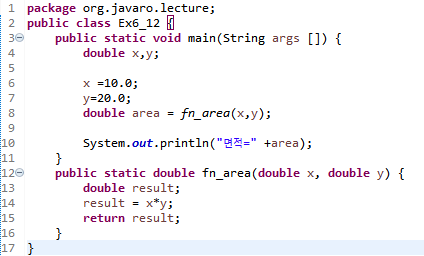 1 package org.javaro.lecture;
2 public class Ex6_12 {
3 public static void main(String args []) {
4 double x,y;
5
6 x =10.0;
7 y=20.0;
8 double area = fn_area(x,y);
9
10 System.out.println("면적=" +area);
11 }
12 public static double fn_area(double x, double y) {
13 double result;
14 result = x*y;
15 return result;
16 }
17 }